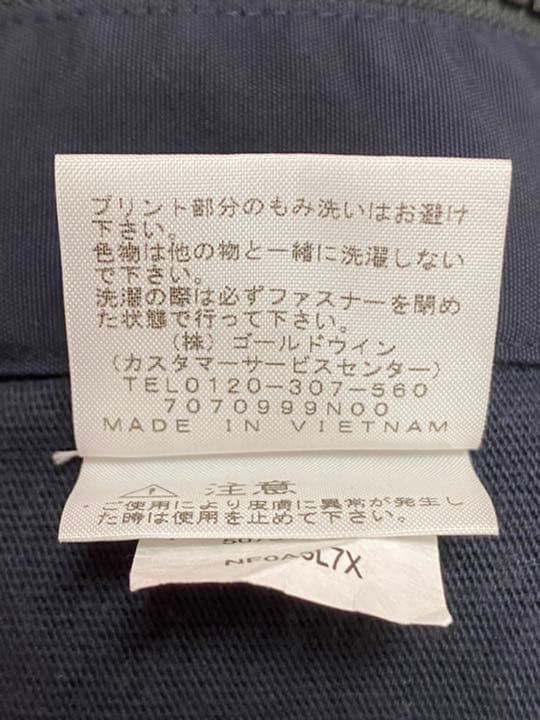 プリント部分のもみ洗いはお避け
下さい。
色物は他の物と一緒に洗濯しない
で下さい。
洗濯の際は必ずファスナーを閉め
た状態で行って下さい。
(株) ゴールドウイン
(カスタマーサービスセンター)
TEL0120-307-560
7070999N00
MADE IN VIETNAM
注意
ご使用により皮膚に異常が発生し
た時は使用を止めて下さい。